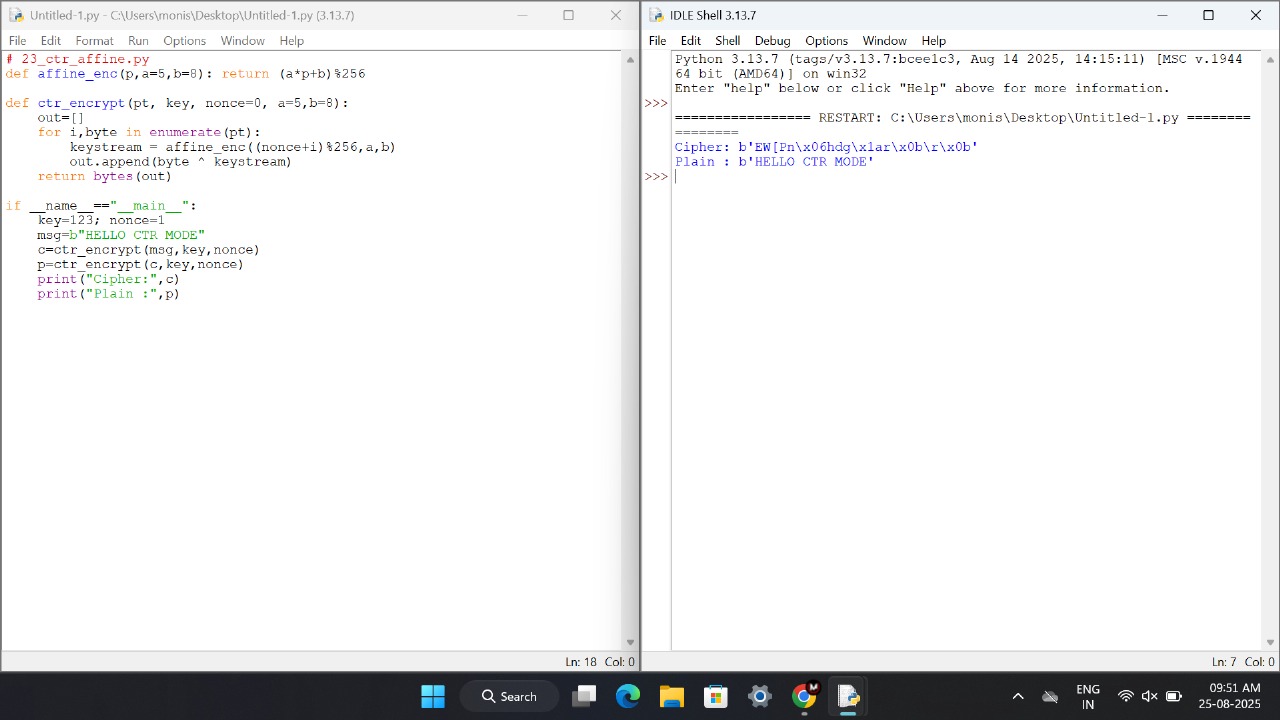 Untitled-1.py - C:\Users\monis\Desktop\Untitled-1.py (3.13.7)
File Edit Format Run Options Window Help
# 23_ctr_affine.py
def affine_enc(p,a=5,b=8): return (a*p+b)%256
def ctr_encrypt(pt, key, nonce=0, a=5,b=8):
    out=[]
    for i,byte in enumerate(pt):
        keystream = affine_enc((nonce+i)%256,a,b)
        out.append(byte ^ keystream)
    return bytes(out)
if __name__=="__main__":
    key=123; nonce=1
    msg=b"HELLO CTR MODE"
    c=ctr_encrypt(msg,key,nonce)
    p=ctr_encrypt(c,key,nonce)
    print("Cipher:",c)
    print("Plain :",p)
Ln: 18 Col: 0
IDLE Shell 3.13.7
File Edit Shell Debug Options Window Help
Python 3.13.7 (tags/v3.13.7:bcee1c3, Aug 14 2025, 14:15:11) [MSC v.1944
64 bit (AMD64)] on win32
Enter "help" below or click "Help" above for more information.
>>>
================= RESTART: C:\Users\monis\Desktop\Untitled-1.py ========
========
Cipher: b'EW[Pn\x06hdg\x1ar\x0b\r\x0b'
Plain : b'HELLO CTR MODE'
>>>
Ln: 7 Col: 0
Search
M
ENG
IN
09:51 AM
25-08-2025